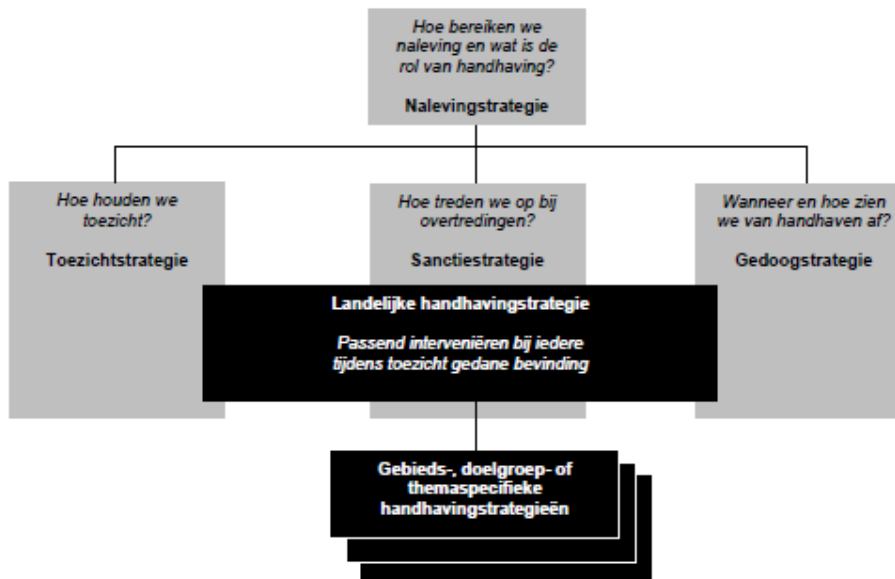 Hoe bereiken we
naleving en wat is de
rol van handhaving?
Nalevingstrategie
Hoe houden we
toezicht?
Toezichtstrategie
Hoe treden we op bij
overtredingen?
Sanctiestrategie
Wanneer en hoe zien
we van handhaven af?
Gedoogstrategie
Landelijke handhavingstrategie
Passend interveniëren bij iedere
tijdens toezicht gedane bevinding
Gebieds-, doelgroep- of
themaspecifieke
handhavingstrategieën